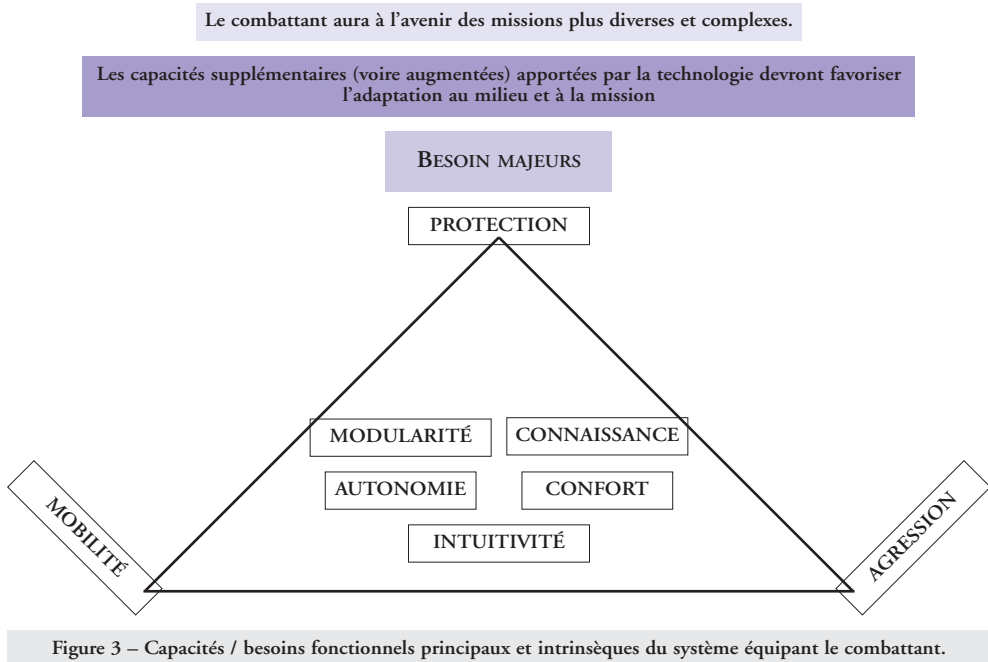 Le combattant aura à l'avenir des missions plus diverses et complexes.
Les capacités supplémentaires (voire augmentées) apportées par la technologie devront favoriser
l'adaptation au milieu et à la mission
BESOIN MAJEURS
PROTECTION
MODULARITÉ
CONNAISSANCE
AUTONOMIE
CONFORT
INTUITIVITÉ
MOBILITÉ
AGRESSION
Figure 3 – Capacités / besoins fonctionnels principaux et intrinsèques du système équipant le combattant.